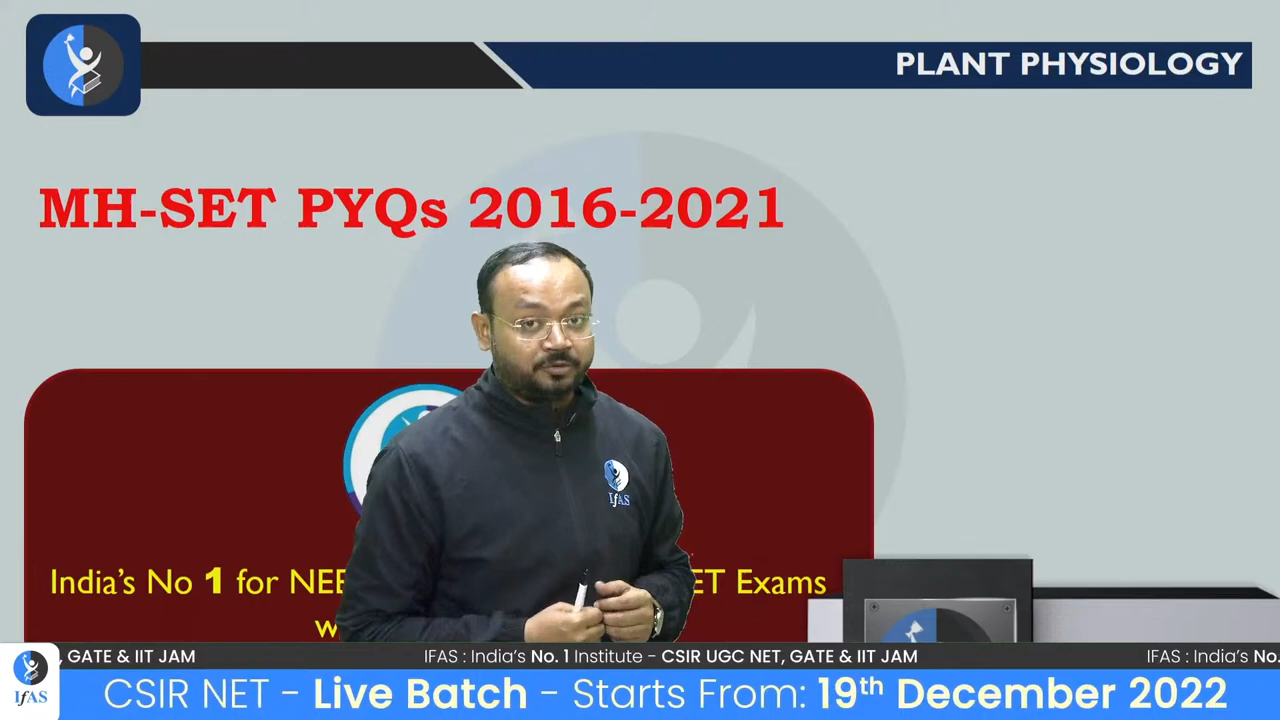 PLANT PHYSIOLOGY
MH-SET PYQs 2016-2021
IfAS
India's No 1 for NEE
ET Exams
w
, GATE & IIT JAM
IFAS : India's No. 1 Institute - CSIR UGC NET, GATE & IIT JAM
IFAS : India's No.
IfAS
CSIR NET - Live Batch - Starts From: 19th December 2022